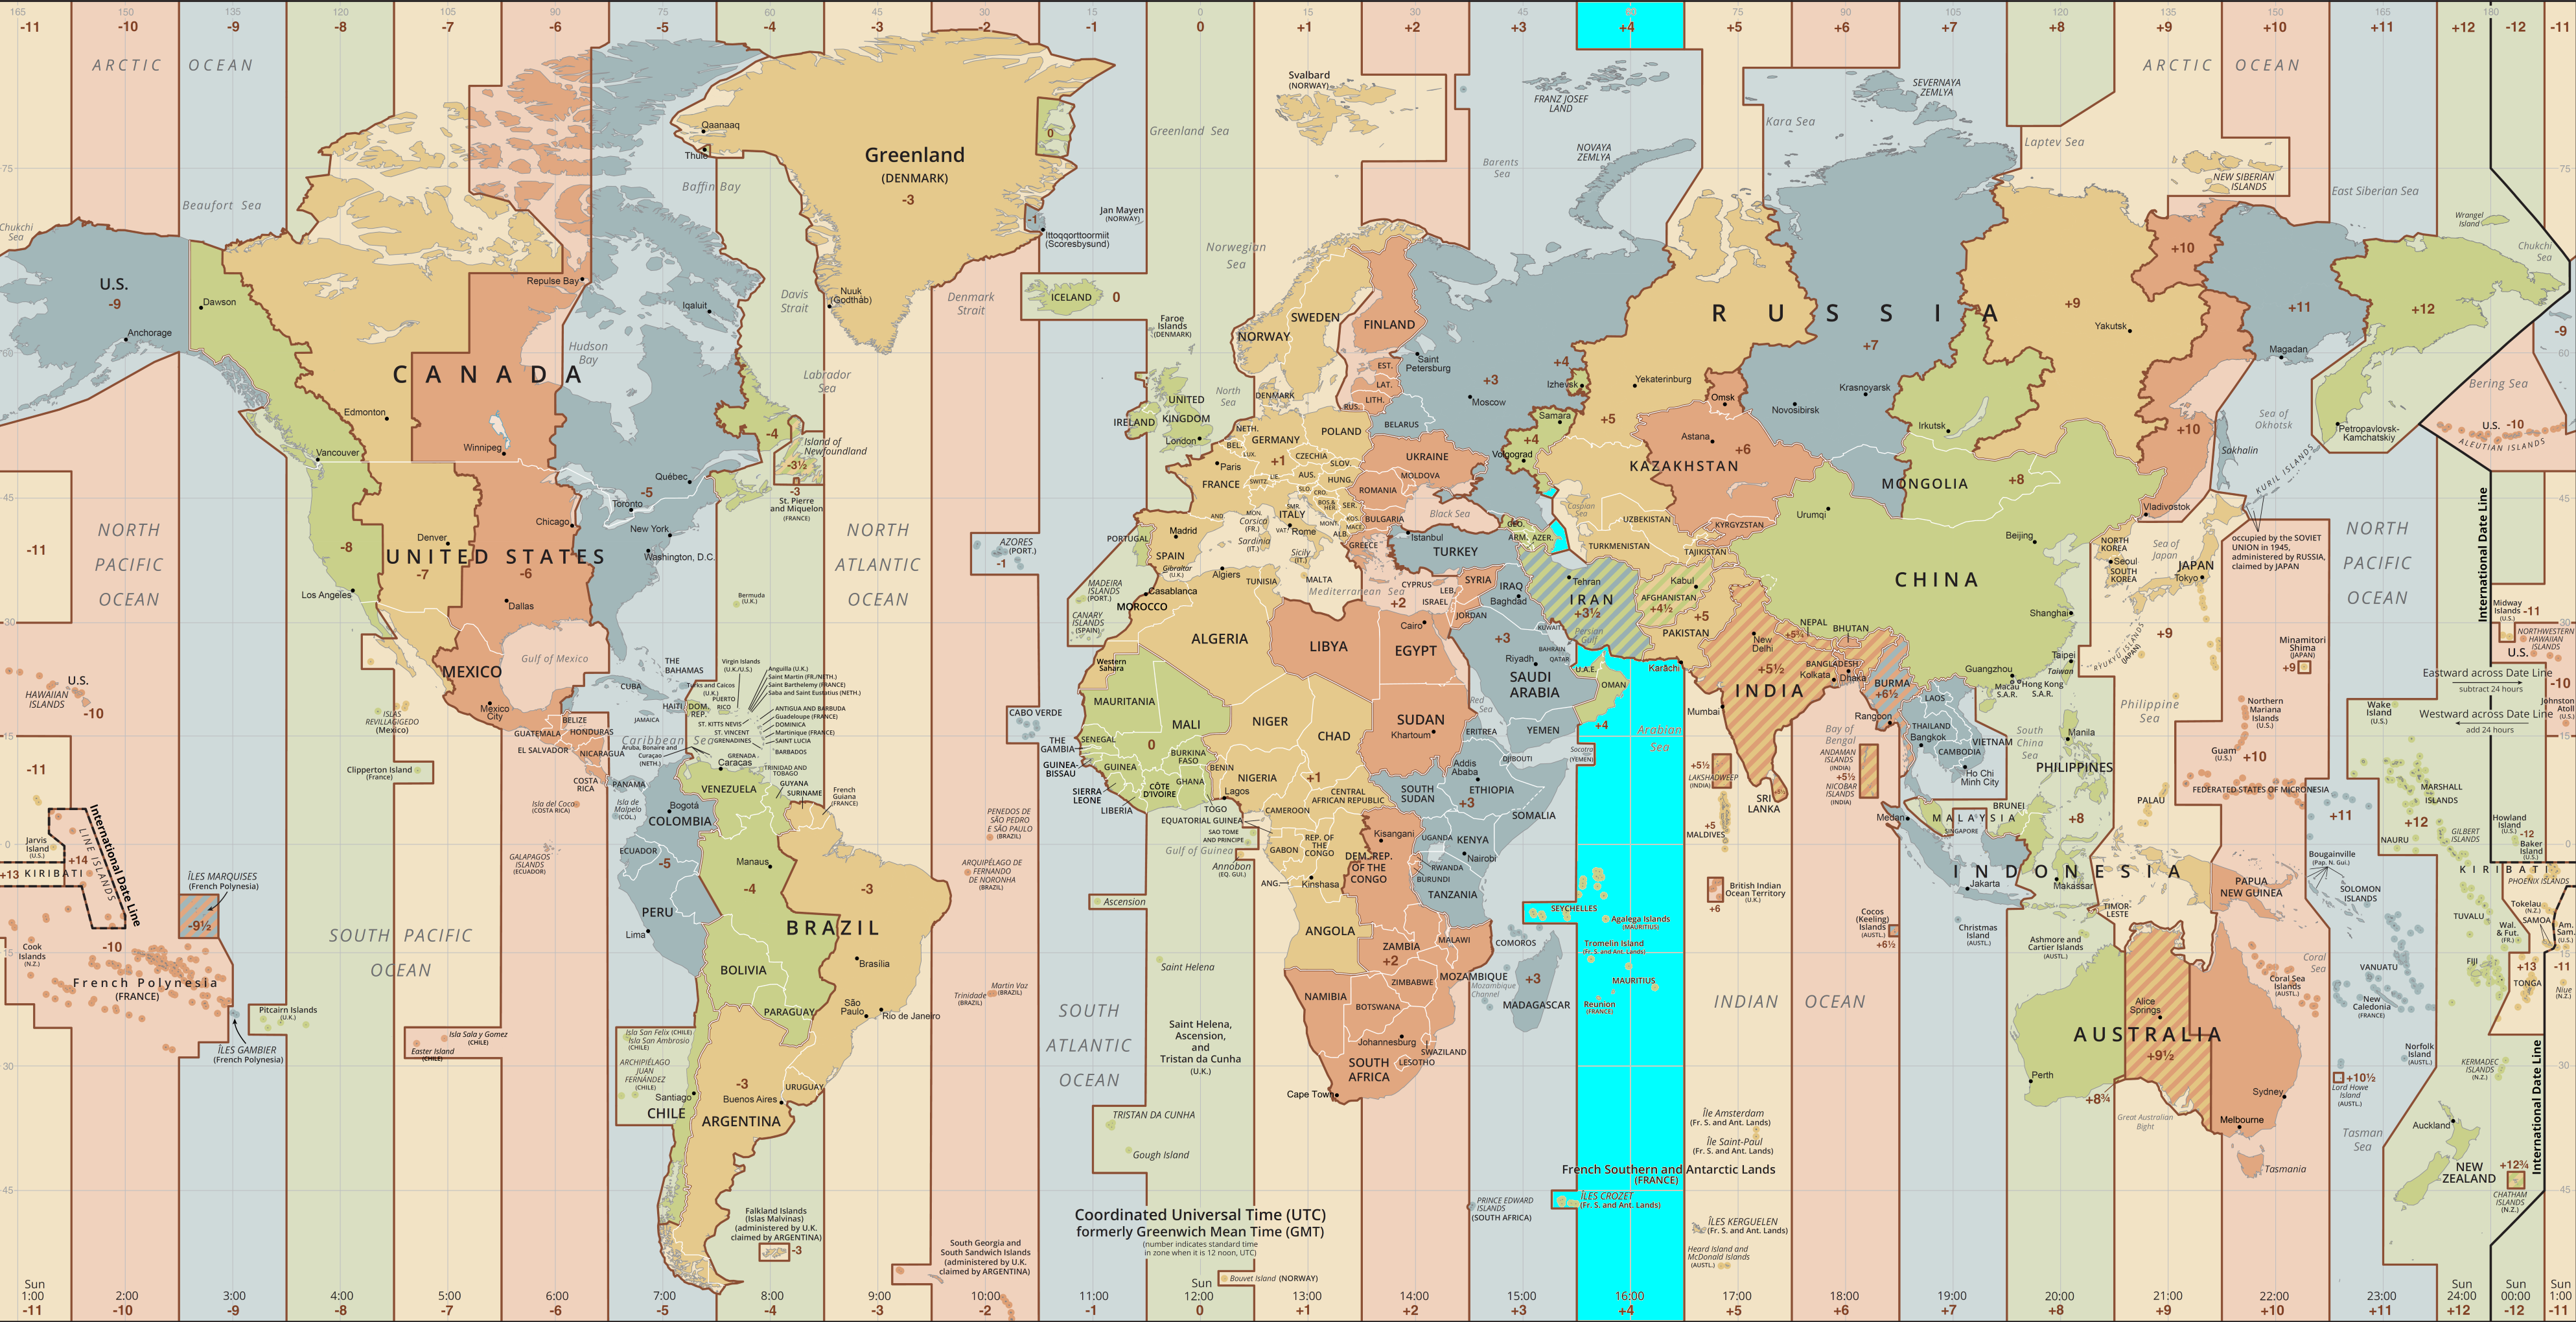 165 150 135 120 105 90 75 60 45 30 15 0 15 30 45 60 75 90 105 120 135 150 165 180
-11 -10 -9 -8 -7 -6 -5 -4 -3 -2 -1 0 +1 +2 +3 +4 +5 +6 +7 +8 +9 +10 +11 +12 -12 -11
ARCTIC OCEAN
ARCTIC OCEAN
Chukchi
Sea
Beaufort Sea
Baffin Bay
Qaanaaq
Thule
Greenland
(DENMARK)
-3
0
-1
Ittoqqortoormiit
(Scoresbysund)
Nuuk
(Godthåb)
Jan Mayen
(NORWAY)
Greenland Sea
Norwegian
Sea
Svalbard
(NORWAY)
Barents
Sea
FRANZ JOSEF
LAND
NOVAYA
ZEMLYA
Kara Sea
SEVERNAYA
ZEMLYA
Laptev Sea
NEW SIBERIAN
ISLANDS
East Siberian Sea
Wrangel
Island
Chukchi
Sea
U.S.
-9
Anchorage
Dawson
CANADA
Repulse Bay
Iqaluit
Hudson
Bay
Davis
Strait
Denmark
Strait
Labrador
Sea
Edmonton
Winnipeg
Vancouver
Québec
Toronto
-5
-4
-3½
-3
Island of
Newfoundland
St. Pierre
and Miquelon
(FRANCE)
ICELAND
0
Faroe
Islands
(DENMARK)
UNITED
KINGDOM
IRELAND
London
North
Sea
NORWAY
SWEDEN
FINLAND
EST.
LAT.
LITH.
RUS.
DENMARK
NETH.
BEL.
LUX.
GERMANY
POLAND
BELARUS
+1
CZECHIA
SLOV.
AUS.
HUNG.
Paris
FRANCE
SWITZ.
LIE.
SLO.
CRO.
BOS.&
HER.
SER.
MONT.
KOS.
MACE.
ALB.
SMR.
ITALY
Rome
VAT.
MON.
Corsica
(FR.)
Sardinia
(IT.)
Sicily
(IT.)
AND.
Madrid
SPAIN
PORTUGAL
Gibraltar
(U.K.)
Algiers
TUNISIA
MALTA
Mediterranean Sea
UKRAINE
MOLDOVA
ROMANIA
BULGARIA
GREECE
Black Sea
Istanbul
TURKEY
CYPRUS
SYRIA
LEB.
ISRAEL
JORDAN
IRAQ
Baghdad
KUWAIT
GEO.
ARM.
AZER.
Saint
Petersburg
Moscow
+3
+4
Izhevsk
Samara
+4
Volgograd
Yekaterinburg
+5
RUSSIA
Omsk
Novosibirsk
Krasnoyarsk
+7
Irkutsk
+9
Yakutsk
+10
+11
+12
Magadan
Sea of
Okhotsk
Sakhalin
Petropavlovsk-
Kamchatskiy
KURIL ISLANDS
Bering Sea
-9
U.S. -10
ALEUTIAN ISLANDS
Astana
+6
KAZAKHSTAN
Caspian
Sea
UZBEKISTAN
TURKMENISTAN
KYRGYZSTAN
TAJIKISTAN
MONGOLIA
+8
Urumqi
CHINA
Beijing
Shanghai
+10
Vladivostok
NORTH
KOREA
Seoul
SOUTH
KOREA
Sea of
Japan
JAPAN
Tokyo
occupied by the SOVIET
UNION in 1945,
administered by RUSSIA,
claimed by JAPAN
NORTH
PACIFIC
OCEAN
International Date Line
NORTH
PACIFIC
OCEAN
-11
UNITED STATES
Denver
-8
-7
-6
Los Angeles
Dallas
Chicago
New York
Washington, D.C.
NORTH
ATLANTIC
OCEAN
Bermuda
(U.K.)
AZORES
(PORT.)
-1
MADEIRA
ISLANDS
(PORT.)
CANARY
ISLANDS
(SPAIN)
Casablanca
MOROCCO
Western
Sahara
ALGERIA
LIBYA
EGYPT
Cairo
+2
Tehran
IRAN
+3½
Persian
Gulf
Kabul
AFGHANISTAN
+4½
+5
PAKISTAN
Karachi
New
Delhi
+5½
INDIA
Mumbai
NEPAL
+5¾
BHUTAN
BANGLADESH
Kolkata
Dhaka
BURMA
+6½
Rangoon
LAOS
THAILAND
Bangkok
CAMBODIA
VIETNAM
Ho Chi
Minh City
Guangzhou
Macau
S.A.R.
Hong Kong
S.A.R.
Taipei
Taiwan
RYUKYU ISLANDS
(JAPAN)
+9
Minamitori
Shima
(JAPAN)
+9
Midway
Islands
(U.S.)
-11
NORTHWESTERN
HAWAIIAN
ISLANDS
U.S.
-10
Eastward across Date Line
subtract 24 hours
Westward across Date Line
add 24 hours
Johnston
Atoll
(U.S.)
U.S.
HAWAIIAN
ISLANDS
-10
MEXICO
Mexico
City
Gulf of Mexico
ISLAS
REVILLAGIGEDO
(Mexico)
Clipperton Island
(France)
BELIZE
GUATEMALA
HONDURAS
EL SALVADOR
NICARAGUA
COSTA
RICA
PANAMA
Isla del Coco
(COSTA RICA)
Isla de
Malpelo
(COL.)
THE
BAHAMAS
CUBA
JAMAICA
HAITI
DOM.
REP.
PUERTO
RICO
Turks and Caicos
(U.K.)
Virgin Islands
(U.K./U.S.)
Anguilla (U.K.)
Saint Martin (FR./NETH.)
Saint Barthelemy (FRANCE)
Saba and Saint Eustatius (NETH.)
ANTIGUA AND BARBUDA
Guadeloupe (FRANCE)
DOMINICA
Martinique (FRANCE)
SAINT LUCIA
BARBADOS
ST. KITTS NEVIS
ST. VINCENT
GRENADINES
GRENADA
TRINIDAD AND
TOBAGO
Caribbean Sea
Aruba, Bonaire and
Curaçao
(NETH.)
Caracas
VENEZUELA
GUYANA
SURINAME
French
Guiana
(FRANCE)
Bogotá
COLOMBIA
ECUADOR
GALAPAGOS
ISLANDS
(ECUADOR)
-5
PERU
Lima
Manaus
-4
-3
BRAZIL
Brasília
São
Paulo
Rio de Janeiro
BOLIVIA
PARAGUAY
URUGUAY
-3
Buenos Aires
ARGENTINA
Santiago
CHILE
CABO VERDE
THE
GAMBIA
GUINEA-
BISSAU
SENEGAL
GUINEA
SIERRA
LEONE
LIBERIA
CÔTE
D'IVOIRE
GHANA
TOGO
BENIN
BURKINA
FASO
MAURITANIA
MALI
0
NIGER
NIGERIA
Lagos
CHAD
+1
CAMEROON
CENTRAL
AFRICAN REPUBLIC
EQUATORIAL GUINEA
SAO TOME
AND PRINCIPE
Gulf of Guinea
Annobón
(EQ. GUI.)
GABON
REP. OF
THE
CONGO
ANG.
Kinshasa
Kisangani
DEM. REP.
OF THE
CONGO
SUDAN
Khartoum
SOUTH
SUDAN
Addis
Ababa
ETHIOPIA
+3
ERITREA
DJIBOUTI
SOMALIA
UGANDA
KENYA
Nairobi
RWANDA
BURUNDI
TANZANIA
ANGOLA
ZAMBIA
+2
MALAWI
MOZAMBIQUE
Mozambique
Channel
ZIMBABWE
NAMIBIA
BOTSWANA
Johannesburg
SWAZILAND
LESOTHO
SOUTH
AFRICA
Cape Town
+3
BAHRAIN
QATAR
Riyadh
SAUDI
ARABIA
Red
Sea
YEMEN
U.A.E.
OMAN
+4
Arabian
Sea
Socotra
(YEMEN)
SEYCHELLES
Agalega Islands
(MAURITIUS)
Tromelin Island
(Fr. S. and Ant. Lands)
MAURITIUS
Réunion
(FRANCE)
COMOROS
+3
MADAGASCAR
+5½
LAKSHADWEEP
(INDIA)
+5
MALDIVES
SRI
LANKA
Bay of
Bengal
ANDAMAN
ISLANDS
(INDIA)
+5½
NICOBAR
ISLANDS
(INDIA)
British Indian
Ocean Territory
(U.K.)
+6
INDIAN OCEAN
Cocos
(Keeling)
Islands
(AUSTL.)
+6½
Christmas
Island
(AUSTL.)
Medan
MALAYSIA
SINGAPORE
BRUNEI
INDONESIA
Jakarta
Makassar
+8
TIMOR-
LESTE
South
China
Sea
Manila
PHILIPPINES
Philippine
Sea
PALAU
Northern
Mariana
Islands
(U.S.)
Guam
(U.S.)
+10
FEDERATED STATES OF MICRONESIA
Wake
Island
(U.S.)
MARSHALL
ISLANDS
+11
+12
NAURU
GILBERT
ISLANDS
Howland
Island
(U.S.)
-12
Baker
Island
(U.S.)
KIRIBATI
PHOENIX ISLANDS
Bougainville
(Pap. N. Gui.)
PAPUA
NEW GUINEA
SOLOMON
ISLANDS
TUVALU
Tokelau
(N.Z.)
SAMOA
Wal.
& Fut.
(FR.)
Am.
Sam.
(U.S.)
FIJI
+13
TONGA
-11
Niue
(N.Z.)
VANUATU
New
Caledonia
(FRANCE)
Coral
Sea
Coral Sea
Islands
(AUSTL.)
Ashmore and
Cartier Islands
(AUSTL.)
Alice
Springs
AUSTRALIA
+9½
Perth
+8¾
Great Australian
Bight
Sydney
Melbourne
Tasmania
Norfolk
Island
(AUSTL.)
+10½
Lord Howe
Island
(AUSTL.)
Tasman
Sea
KERMADEC
ISLANDS
(N.Z.)
Auckland
NEW
ZEALAND
+12¾
CHATHAM
ISLANDS
(N.Z.)
International Date Line
-11
Jarvis
Island
(U.S.)
+14
LINE ISLANDS
International Date Line
+13 KIRIBATI
ÎLES MARQUISES
(French Polynesia)
-9½
-10
Cook
Islands
(N.Z.)
French Polynesia
(FRANCE)
ÎLES GAMBIER
(French Polynesia)
Pitcairn Islands
(U.K.)
SOUTH PACIFIC
OCEAN
Isla Sala y Gomez
(CHILE)
Easter Island
(CHILE)
Isla San Felix (CHILE)
Isla San Ambrosio
(CHILE)
ARCHIPIÉLAGO
JUAN
FERNÁNDEZ
(CHILE)
PENEDOS DE
SÃO PEDRO
E SÃO PAULO
(BRAZIL)
ARQUIPÉLAGO DE
FERNANDO
DE NORONHA
(BRAZIL)
Trinidade
(BRAZIL)
Martin Vaz
(BRAZIL)
Ascension
Saint Helena
SOUTH
ATLANTIC
OCEAN
Saint Helena,
Ascension,
and
Tristan da Cunha
(U.K.)
TRISTAN DA CUNHA
Gough Island
Falkland Islands
(Islas Malvinas)
(administered by U.K.
claimed by ARGENTINA)
-3
South Georgia and
South Sandwich Islands
(administered by U.K.
claimed by ARGENTINA)
Coordinated Universal Time (UTC)
formerly Greenwich Mean Time (GMT)
(number indicates standard time
in zone when it is 12 noon, UTC)
Bouvet Island (NORWAY)
PRINCE EDWARD
ISLANDS
(SOUTH AFRICA)
French Southern and Antarctic Lands
(FRANCE)
ÎLES CROZET
(Fr. S. and Ant. Lands)
Île Amsterdam
(Fr. S. and Ant. Lands)
Île Saint-Paul
(Fr. S. and Ant. Lands)
ÎLES KERGUELEN
(Fr. S. and Ant. Lands)
Heard Island and
McDonald Islands
(AUSTL.)
Sun Sun Sun Sun Sun
1:00 2:00 3:00 4:00 5:00 6:00 7:00 8:00 9:00 10:00 11:00 12:00 13:00 14:00 15:00 16:00 17:00 18:00 19:00 20:00 21:00 22:00 23:00 24:00 00:00 1:00
-11 -10 -9 -8 -7 -6 -5 -4 -3 -2 -1 0 +1 +2 +3 +4 +5 +6 +7 +8 +9 +10 +11 +12 -12 -11